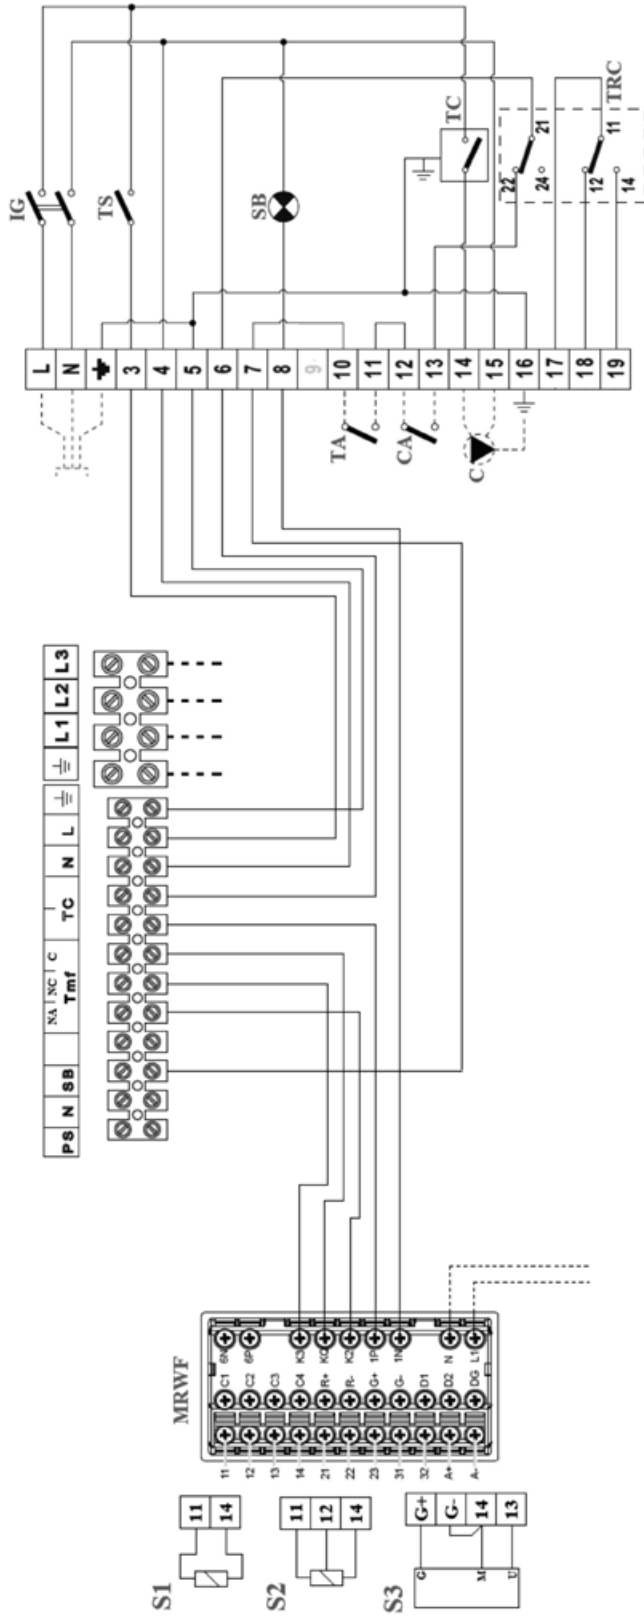 IG
TS
SB
TC
TRC
21
22
24
11
12
14
L
N
3
4
5
6
7
8
9
10
11
12
13
14
15
16
17
18
19
TA
CA
C
L N TC C NC NA Tmf SB N PS
L3 L2 L1
MRWF
6N
6P
K3
KQ
K2
1P
1N
N
L1
C1
C2
C3
C4
R+
R-
G+
G-
D1
D2
DG
11
12
13
14
21
22
23
31
32
A+
A-
S1
11
14
S2
11
12
14
S3
G
M
U
G+
G-
14
13